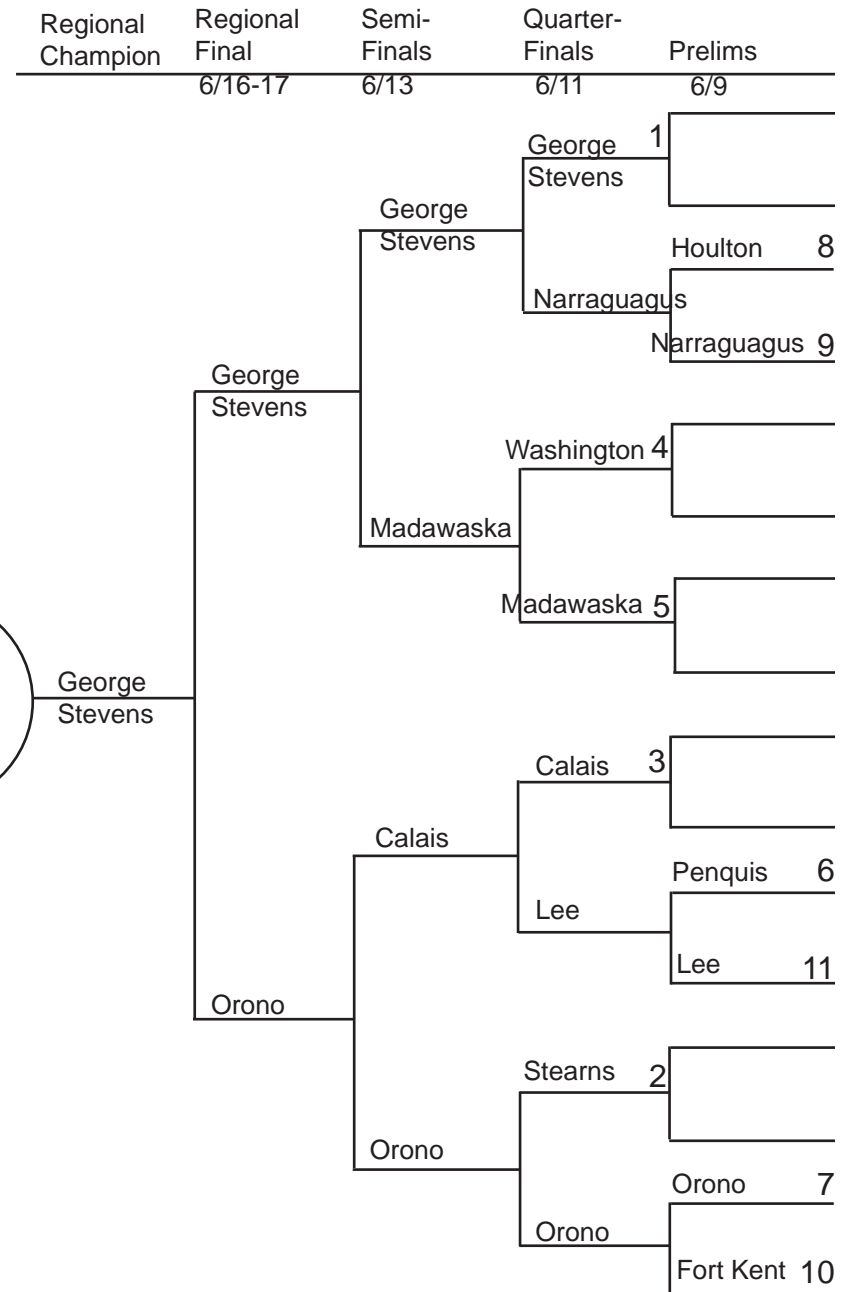 Regional
Champion
Regional
Final
Semi-
Finals
Quarter-
Finals
Prelims
6/16-17
6/13
6/11
6/9
George
Stevens
1
George
Stevens
Houlton 8
Narraguagus
Narraguagus 9
George
Stevens
Washington 4
Madawaska
Madawaska 5
George
Stevens
Calais 3
Calais
Penquis 6
Lee
Lee 11
Orono
Stearns 2
Orono
Orono 7
Orono
Fort Kent 10